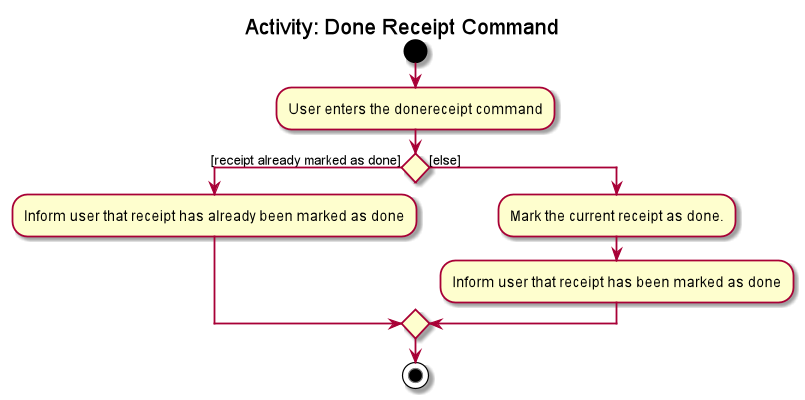 Activity: Done Receipt Command
User enters the donereceipt command
[receipt already marked as done]
[else]
Inform user that receipt has already been marked as done
Mark the current receipt as done.
Inform user that receipt has been marked as done